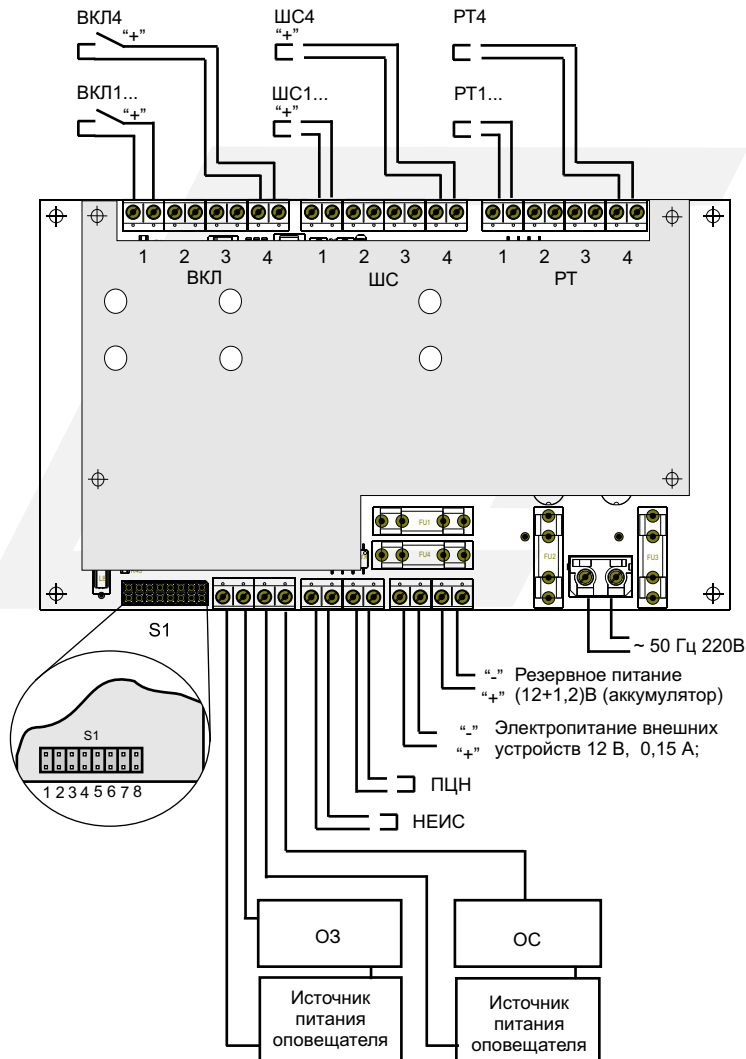 ВКЛ4 ШС4 РТ4
“+” “+”
ВКЛ1... ШС1... РТ1...
“+” “+”
1 2 3 4 1 2 3 4 1 2 3 4
ВКЛ ШС РТ
FU1
FU4
FU2 FU3
S1
~ 50 Гц 220В
“-” Резервное питание
“+” (12+1,2)В (аккумулятор)
“-” Электропитание внешних
“+” устройств 12 В, 0,15 А;
S1
1 2 3 4 5 6 7 8
ПЦН
НЕИС
ОЗ ОС
Источник
питания
оповещателя
Источник
питания
оповещателя